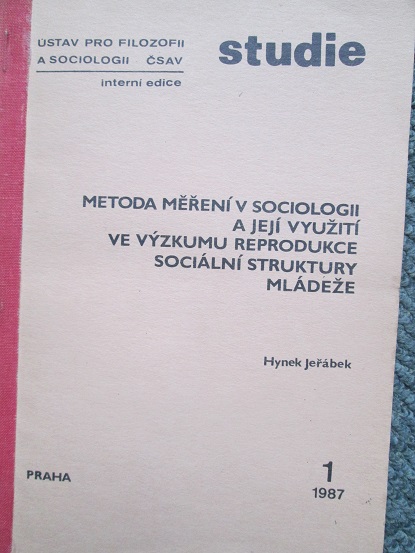 ÚSTAV PRO FILOZOFII
A SOCIOLOGII ČSAV
interní edice
studie
METODA MĚŘENÍ V SOCIOLOGII
A JEJÍ VYUŽITÍ
VE VÝZKUMU REPRODUKCE
SOCIÁLNÍ STRUKTURY
MLÁDEŽE
Hynek Jeřábek
PRAHA
1
1987